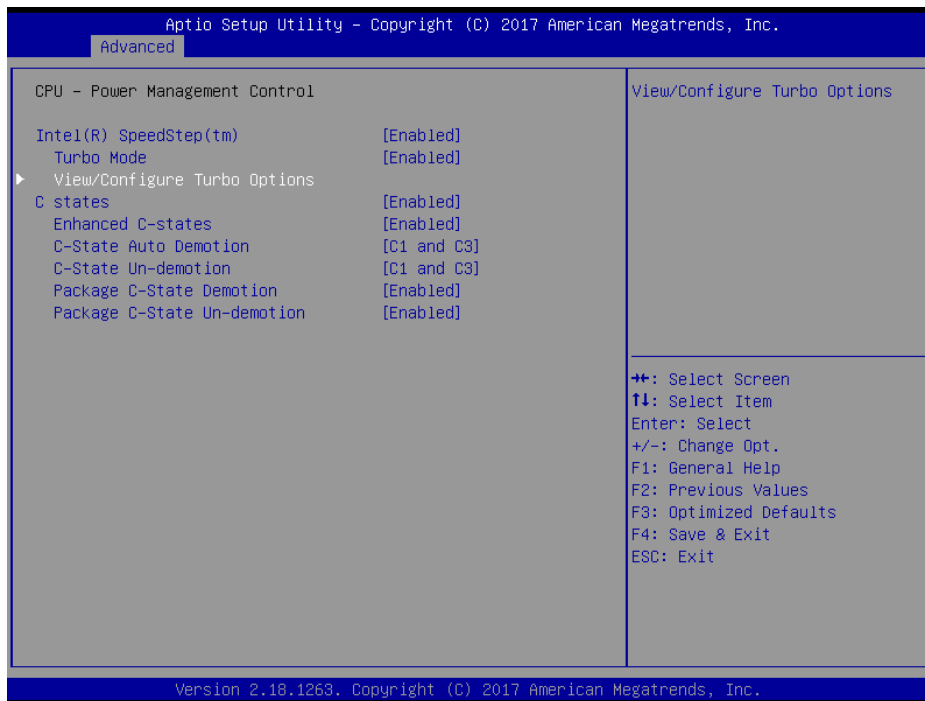 Aptio Setup Utility – Copyright (C) 2017 American Megatrends, Inc.
Advanced
CPU – Power Management Control
Intel(R) SpeedStep(tm) [Enabled]
Turbo Mode [Enabled]
View/Configure Turbo Options
C states [Enabled]
Enhanced C-states [Enabled]
C-State Auto Demotion [C1 and C3]
C-State Un-demotion [C1 and C3]
Package C-State Demotion [Enabled]
Package C-State Un-demotion [Enabled]
View/Configure Turbo Options
→←: Select Screen
↑↓: Select Item
Enter: Select
+/-: Change Opt.
F1: General Help
F2: Previous Values
F3: Optimized Defaults
F4: Save & Exit
ESC: Exit
Version 2.18.1263. Copyright (C) 2017 American Megatrends, Inc.